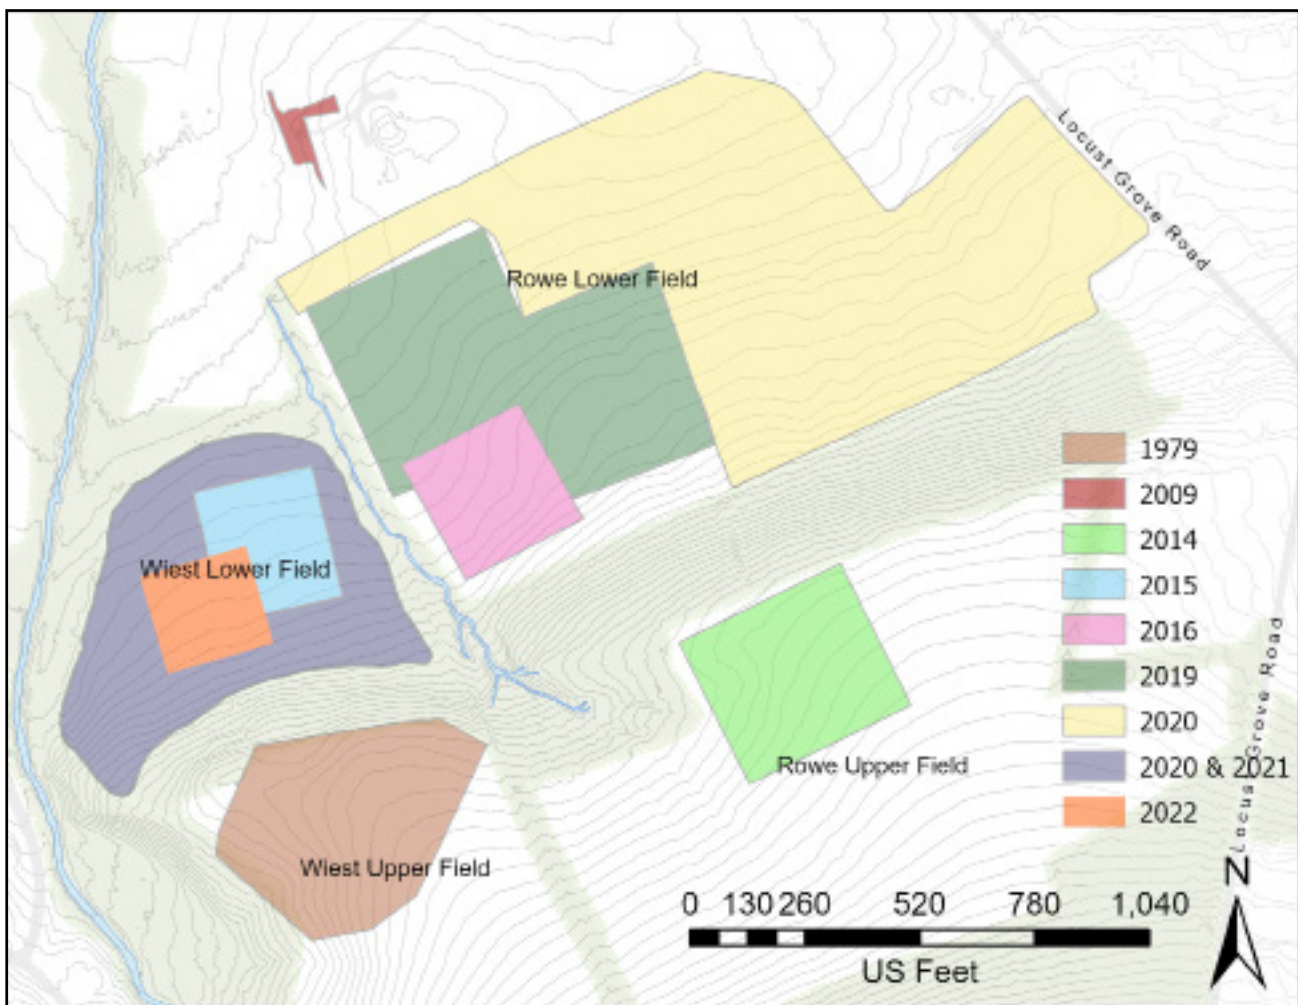 Locust Grove Road
Rowe Lower Field
1979
2009
2014
2015
2016
2019
2020
2020 & 2021
2022
Wiest Lower Field
Rowe Upper Field
Locust Grove Road
Wiest Upper Field
N
0 130 260 520 780 1,040
US Feet